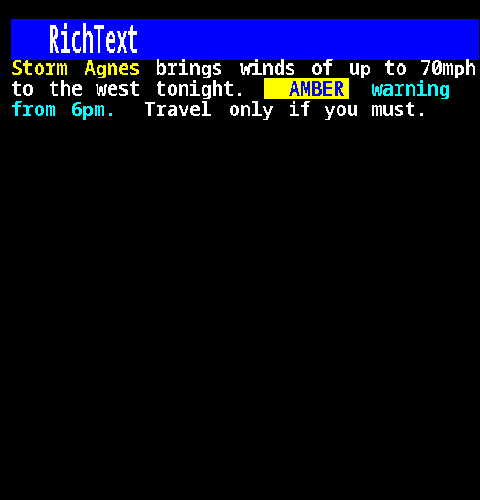 RichText
Storm Agnes brings winds of up to 70mph
to the west tonight. AMBER warning
from 6pm. Travel only if you must.